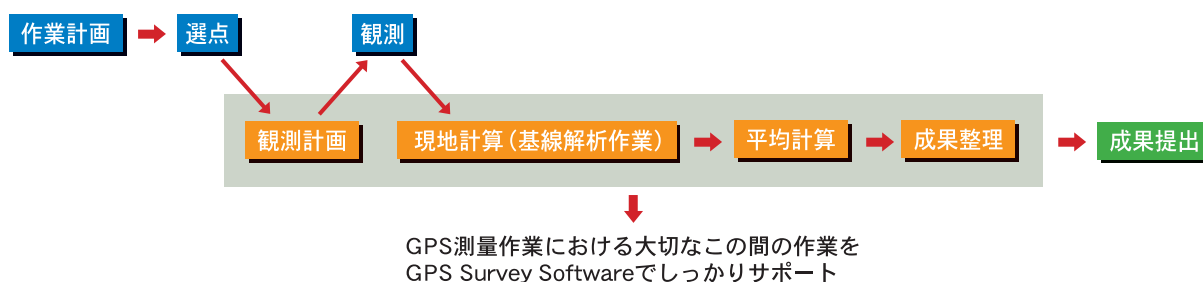 作業計画
選点
観測
観測計画
現地計算（基線解析作業）
平均計算
成果整理
成果提出
GPS測量作業における大切なこの間の作業を
GPS Survey Softwareでしっかりサポート